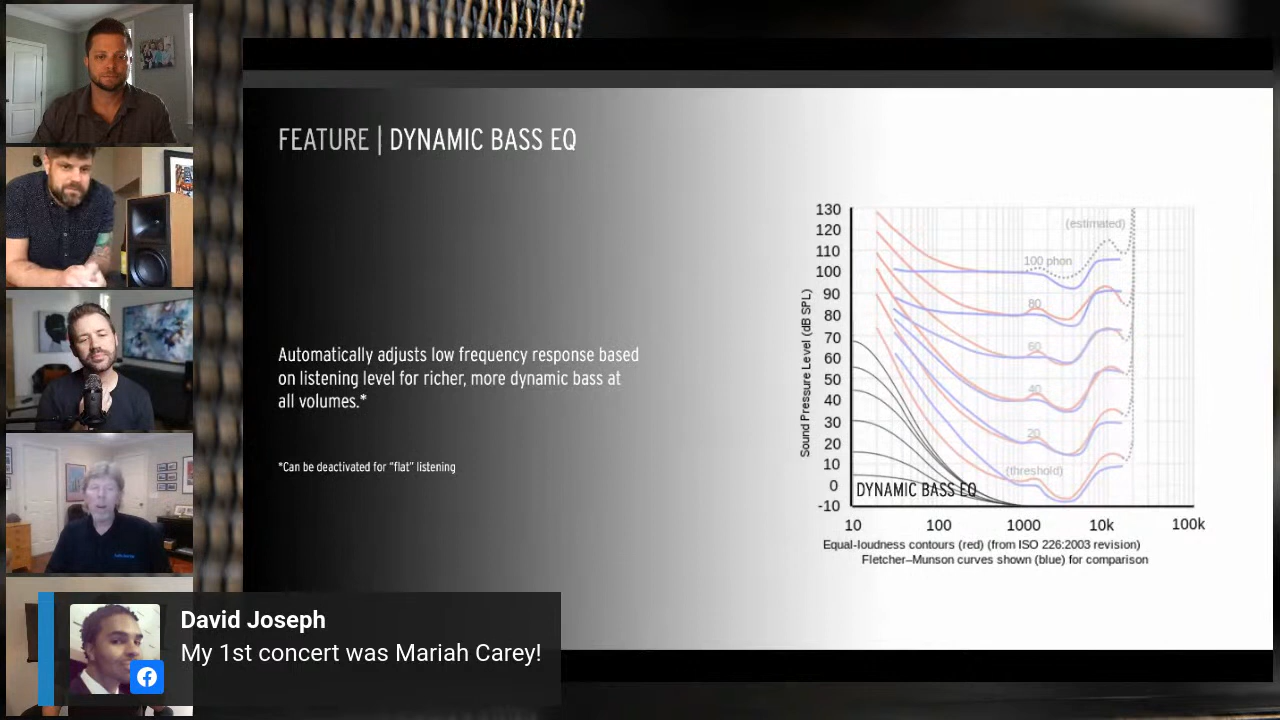 FEATURE | DYNAMIC BASS EQ
Automatically adjusts low frequency response based
on listening level for richer, more dynamic bass at
all volumes.*
*Can be deactivated for “flat” listening
Sound Pressure Level (dB SPL)
130
120
110
100
90
80
70
60
50
40
30
20
10
0
-10
(estimated)
100 phon
80
60
40
20
(threshold)
DYNAMIC BASS EQ
10 100 1000 10k 100k
Equal-loudness contours (red) (from ISO 226:2003 revision)
Fletcher–Munson curves shown (blue) for comparison
David Joseph
My 1st concert was Mariah Carey!